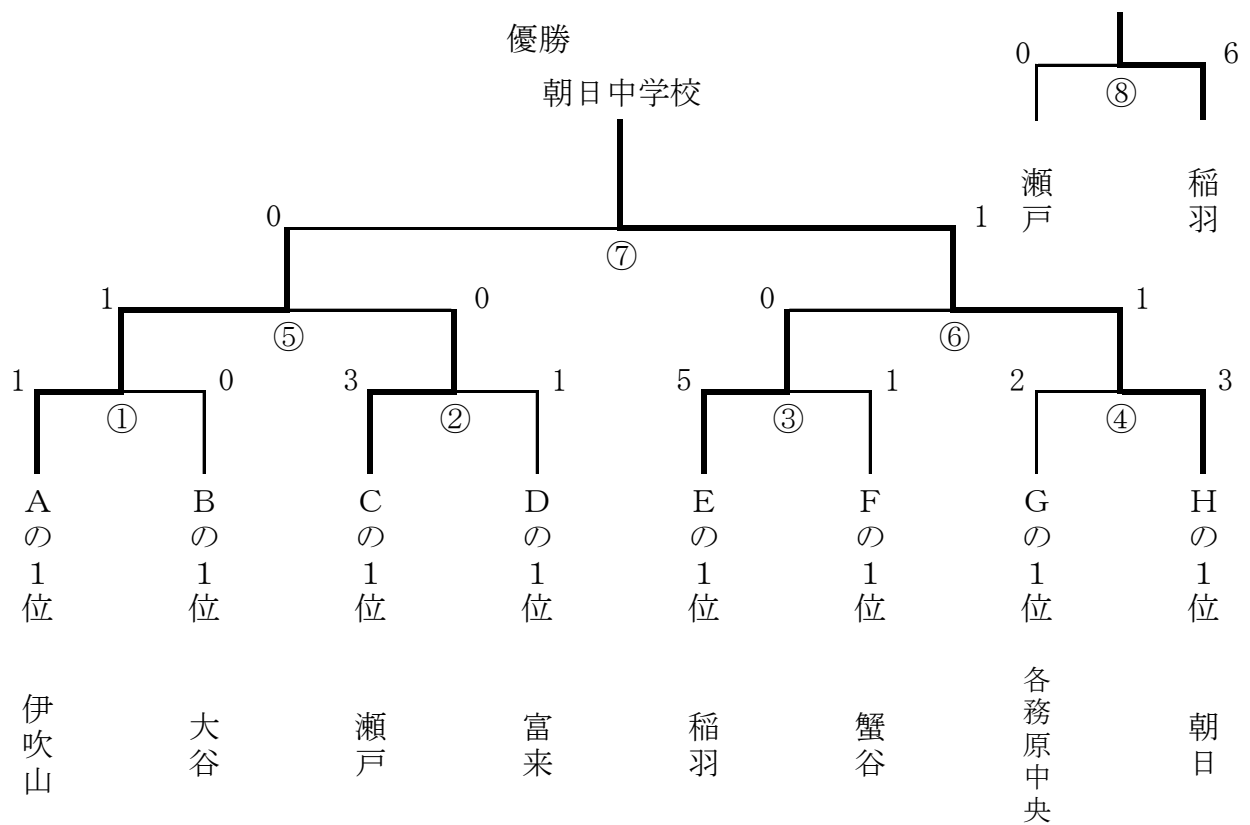 優勝
朝日中学校
0 6
⑧
瀬戸
稲羽
0 1
⑦
1 0 0 1
⑤ ⑥
1 0 3 1 5 1 2 3
① ② ③ ④
Aの1位
Bの1位
Cの1位
Dの1位
Eの1位
Fの1位
Gの1位
Hの1位
伊吹山
大谷
瀬戸
富来
稲羽
蟹谷
各務原中央
朝日